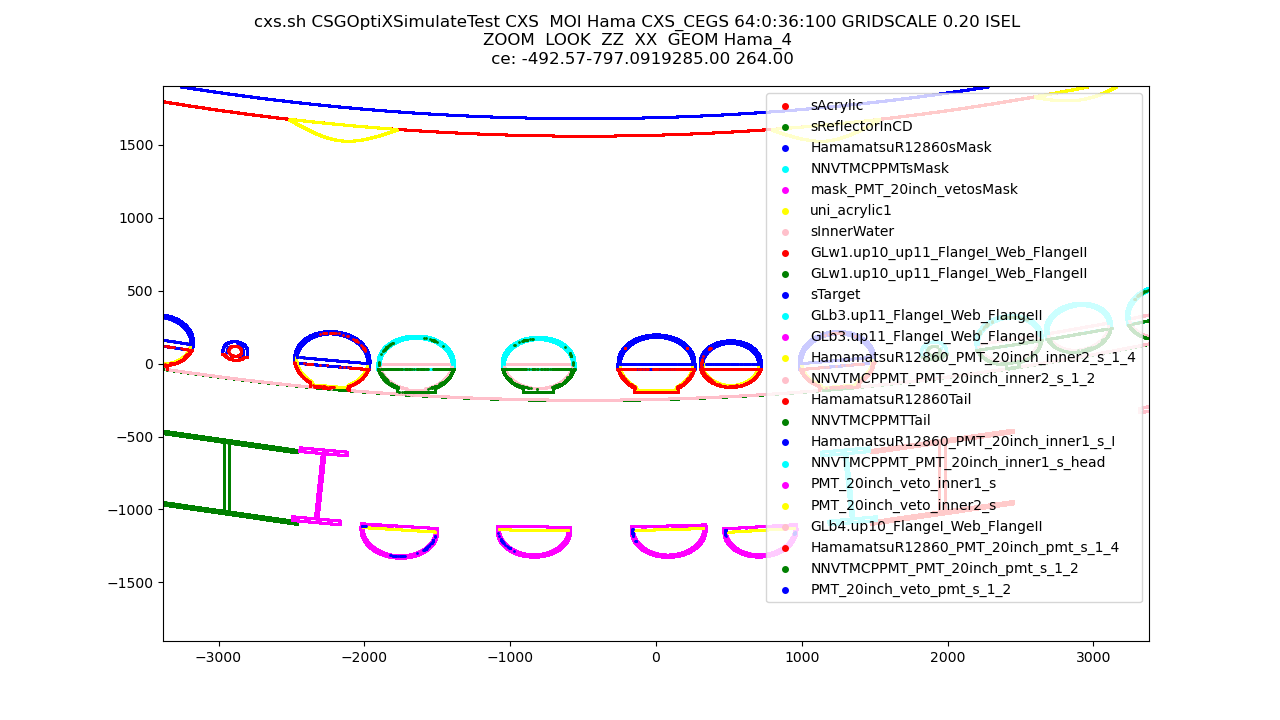 cxs.sh CSGOptiXSimulateTest CXS  MOI Hama CXS_CEGS 64:0:36:100 GRIDSCALE 0.20 ISEL
ZOOM  LOOK  ZZ  XX  GEOM Hama_4
ce: -492.57-797.0919285.00 264.00
sAcrylic
sReflectorInCD
HamamatsuR12860sMask
NNVTMCPPMTsMask
mask_PMT_20inch_vetosMask
uni_acrylic1
sInnerWater
GLw1.up10_up11_FlangeI_Web_FlangeII
GLw1.up10_up11_FlangeI_Web_FlangeII
sTarget
GLb3.up11_FlangeI_Web_FlangeII
GLb3.up11_FlangeI_Web_FlangeII
HamamatsuR12860_PMT_20inch_inner2_s_1_4
NNVTMCPPMT_PMT_20inch_inner2_s_1_2
HamamatsuR12860Tail
NNVTMCPPMTTail
HamamatsuR12860_PMT_20inch_inner1_s_I
NNVTMCPPMT_PMT_20inch_inner1_s_head
PMT_20inch_veto_inner1_s
PMT_20inch_veto_inner2_s
GLb4.up10_FlangeI_Web_FlangeII
HamamatsuR12860_PMT_20inch_pmt_s_1_4
NNVTMCPPMT_PMT_20inch_pmt_s_1_2
PMT_20inch_veto_pmt_s_1_2
1500
1000
500
0
−500
−1000
−1500
−3000
−2000
−1000
0
1000
2000
3000